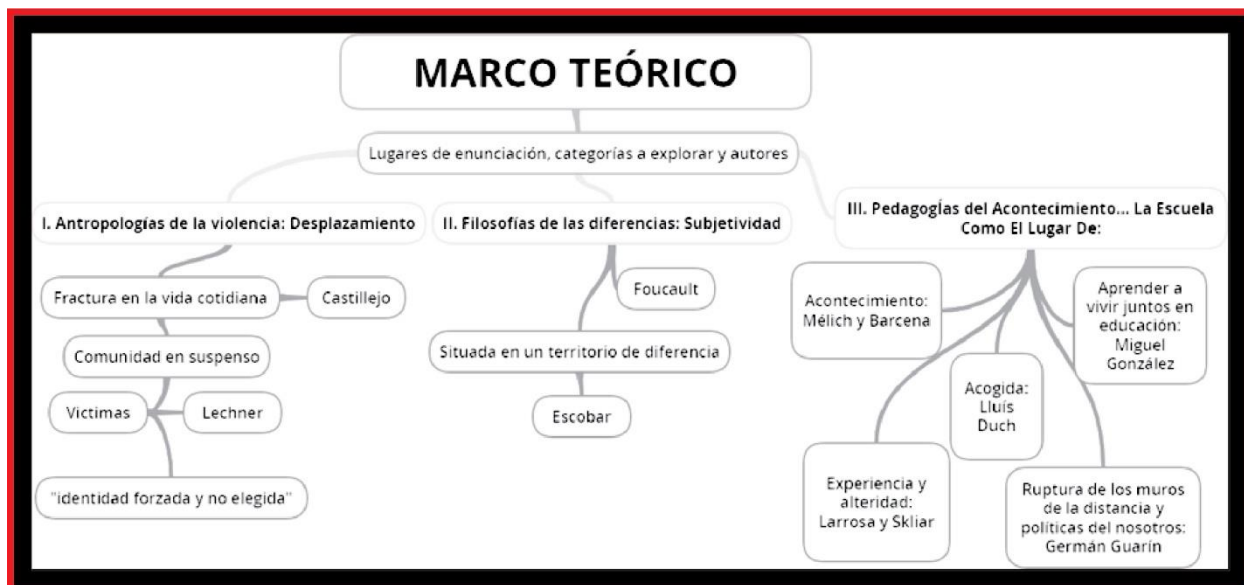 MARCO TEÓRICO
Lugares de enunciación, categorías a explorar y autores
I. Antropologías de la violencia: Desplazamiento
Fractura en la vida cotidiana
Castillejo
Comunidad en suspenso
Victimas
Lechner
"identidad forzada y no elegida"
II. Filosofías de las diferencias: Subjetividad
Foucault
Situada en un territorio de diferencia
Escobar
III. Pedagogías del Acontecimiento... La Escuela
Como El Lugar De:
Acontecimiento:
Mélich y Barcena
Aprender a
vivir juntos en
educación:
Miguel
González
Acogida:
Lluís
Duch
Experiencia y
alteridad:
Larrosa y Skliar
Ruptura de los muros
de la distancia y
políticas del nosotros:
Germán Guarín